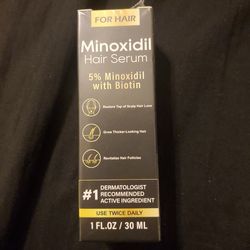 FOR HAIR
Minoxidil
Hair Serum
5% Minoxidil
with Biotin
Restore Top of Scalp Hair Loss
Grow Thicker-Looking Hair
Revitalize Hair Follicles
#1 DERMATOLOGIST
RECOMMENDED
ACTIVE INGREDIENT
USE TWICE DAILY
1 FL.OZ/ 30 ML